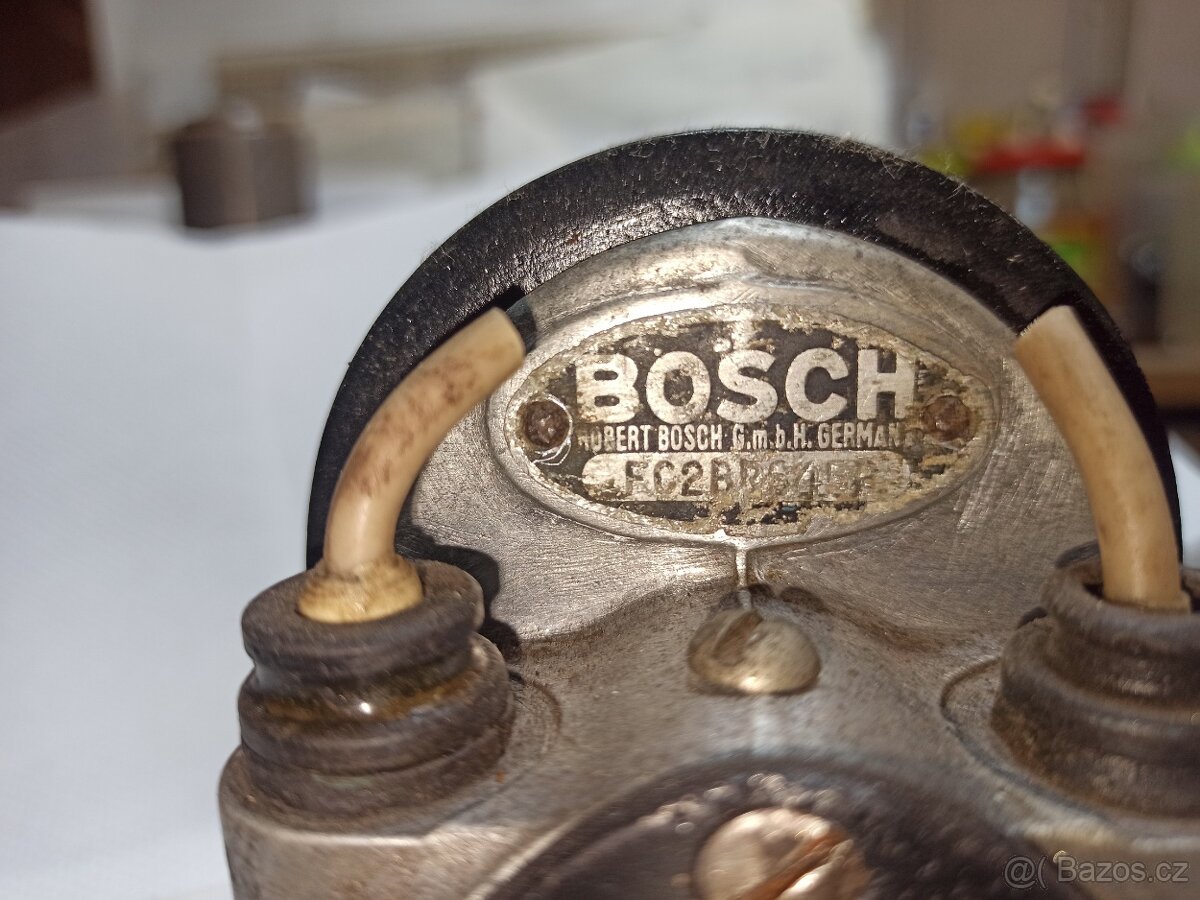 BOSCH
ROBERT BOSCH G.m.b.H. GERMANY
@( Bazos.cz